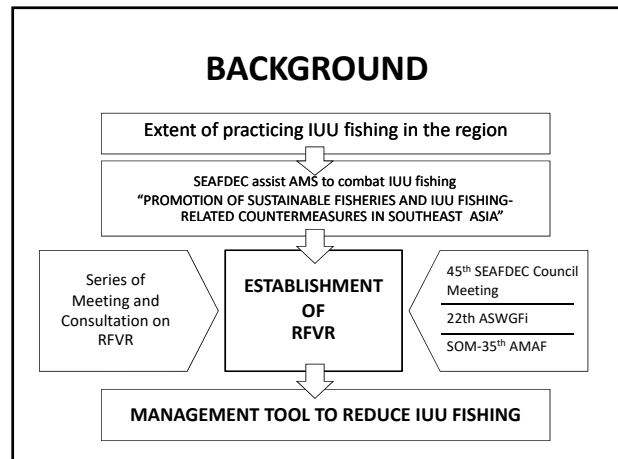 BACKGROUND
Extent of practicing IUU fishing in the region
SEAFDEC assist AMS to combat IUU fishing
“PROMOTION OF SUSTAINABLE FISHERIES AND IUU FISHING-
RELATED COUNTERMEASURES IN SOUTHEAST ASIA”
Series of
Meeting and
Consultation on
RFVR
ESTABLISHMENT
OF
RFVR
45th SEAFDEC Council
Meeting
22th ASWGFi
SOM-35th AMAF
MANAGEMENT TOOL TO REDUCE IUU FISHING